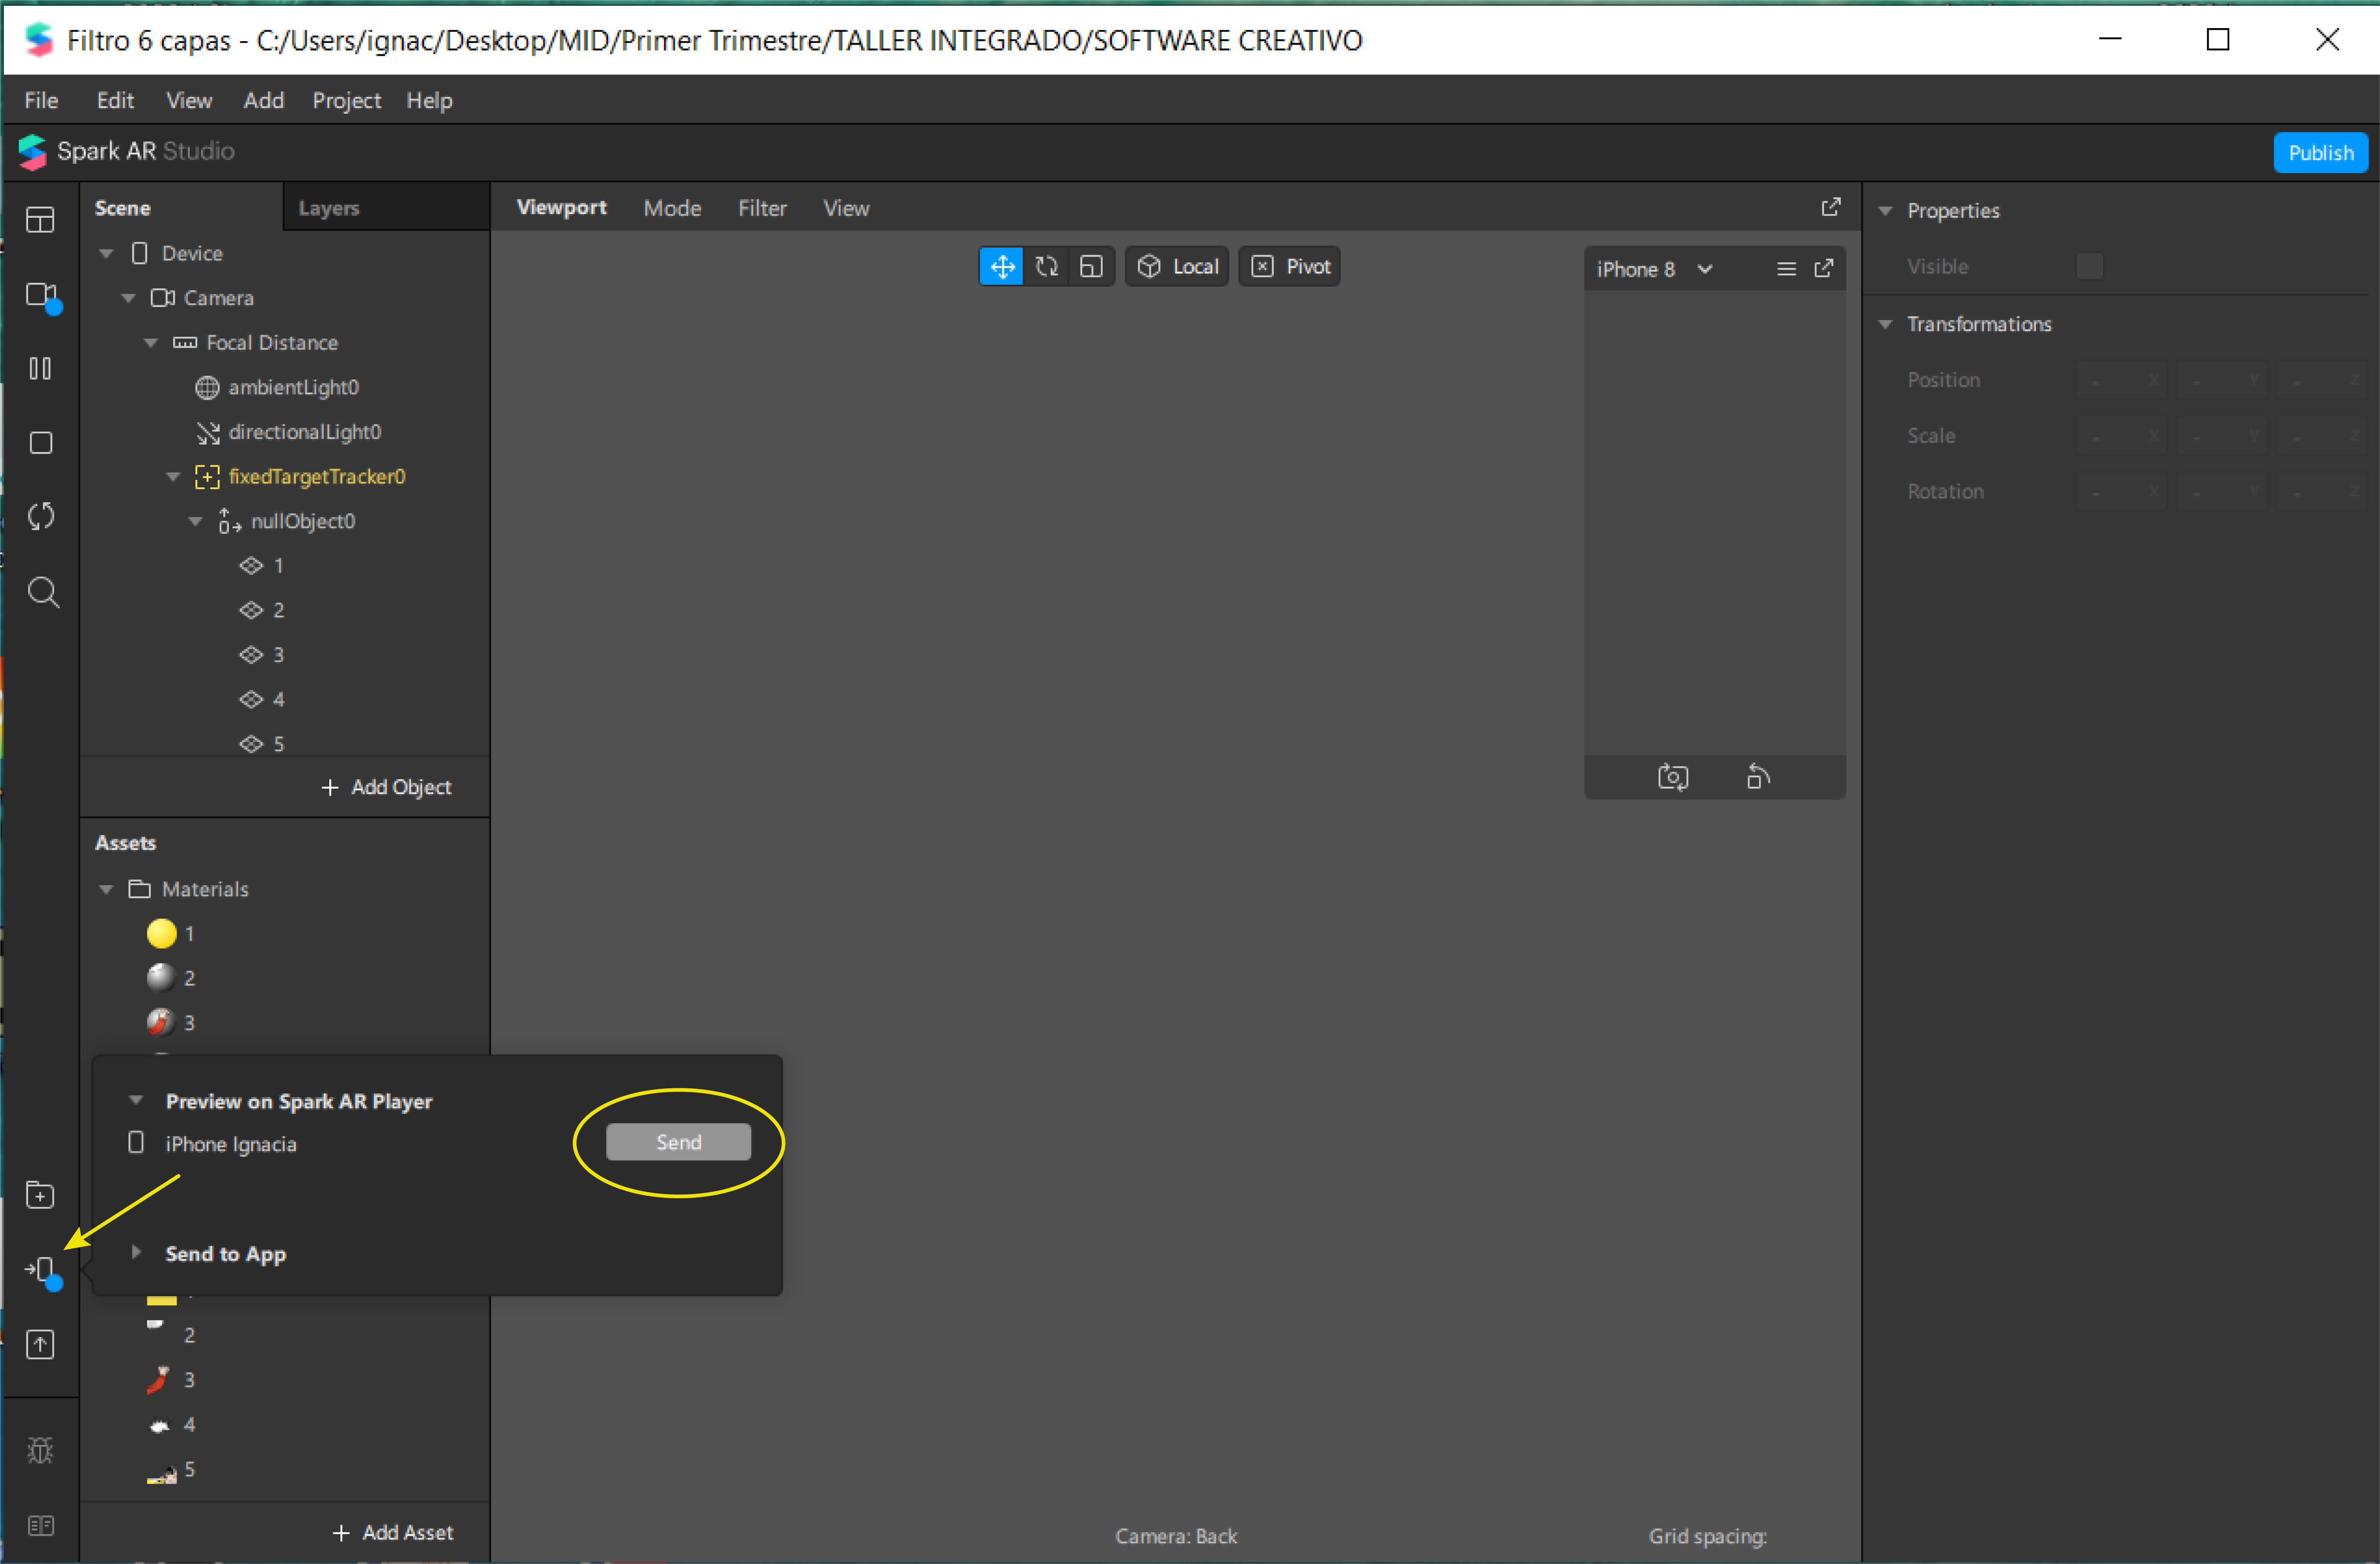 Filtro 6 capas - C:/Users/ignac/Desktop/MID/Primer Trimestre/TALLER INTEGRADO/SOFTWARE CREATIVO
File Edit View Add Project Help
Spark AR Studio
Publish
Scene Layers
Device
Camera
Focal Distance
ambientLight0
directionalLight0
fixedTargetTracker0
nullObject0
1
2
3
4
5
+ Add Object
Assets
Materials
1
2
3
Preview on Spark AR Player
iPhone Ignacia
Send
Send to App
2
3
4
5
+ Add Asset
Viewport Mode Filter View
Local
Pivot
iPhone 8
Camera: Back
Grid spacing:
Properties
Visible
Transformations
Position - X - Y - Z
Scale - X - Y - Z
Rotation - X - Y - Z